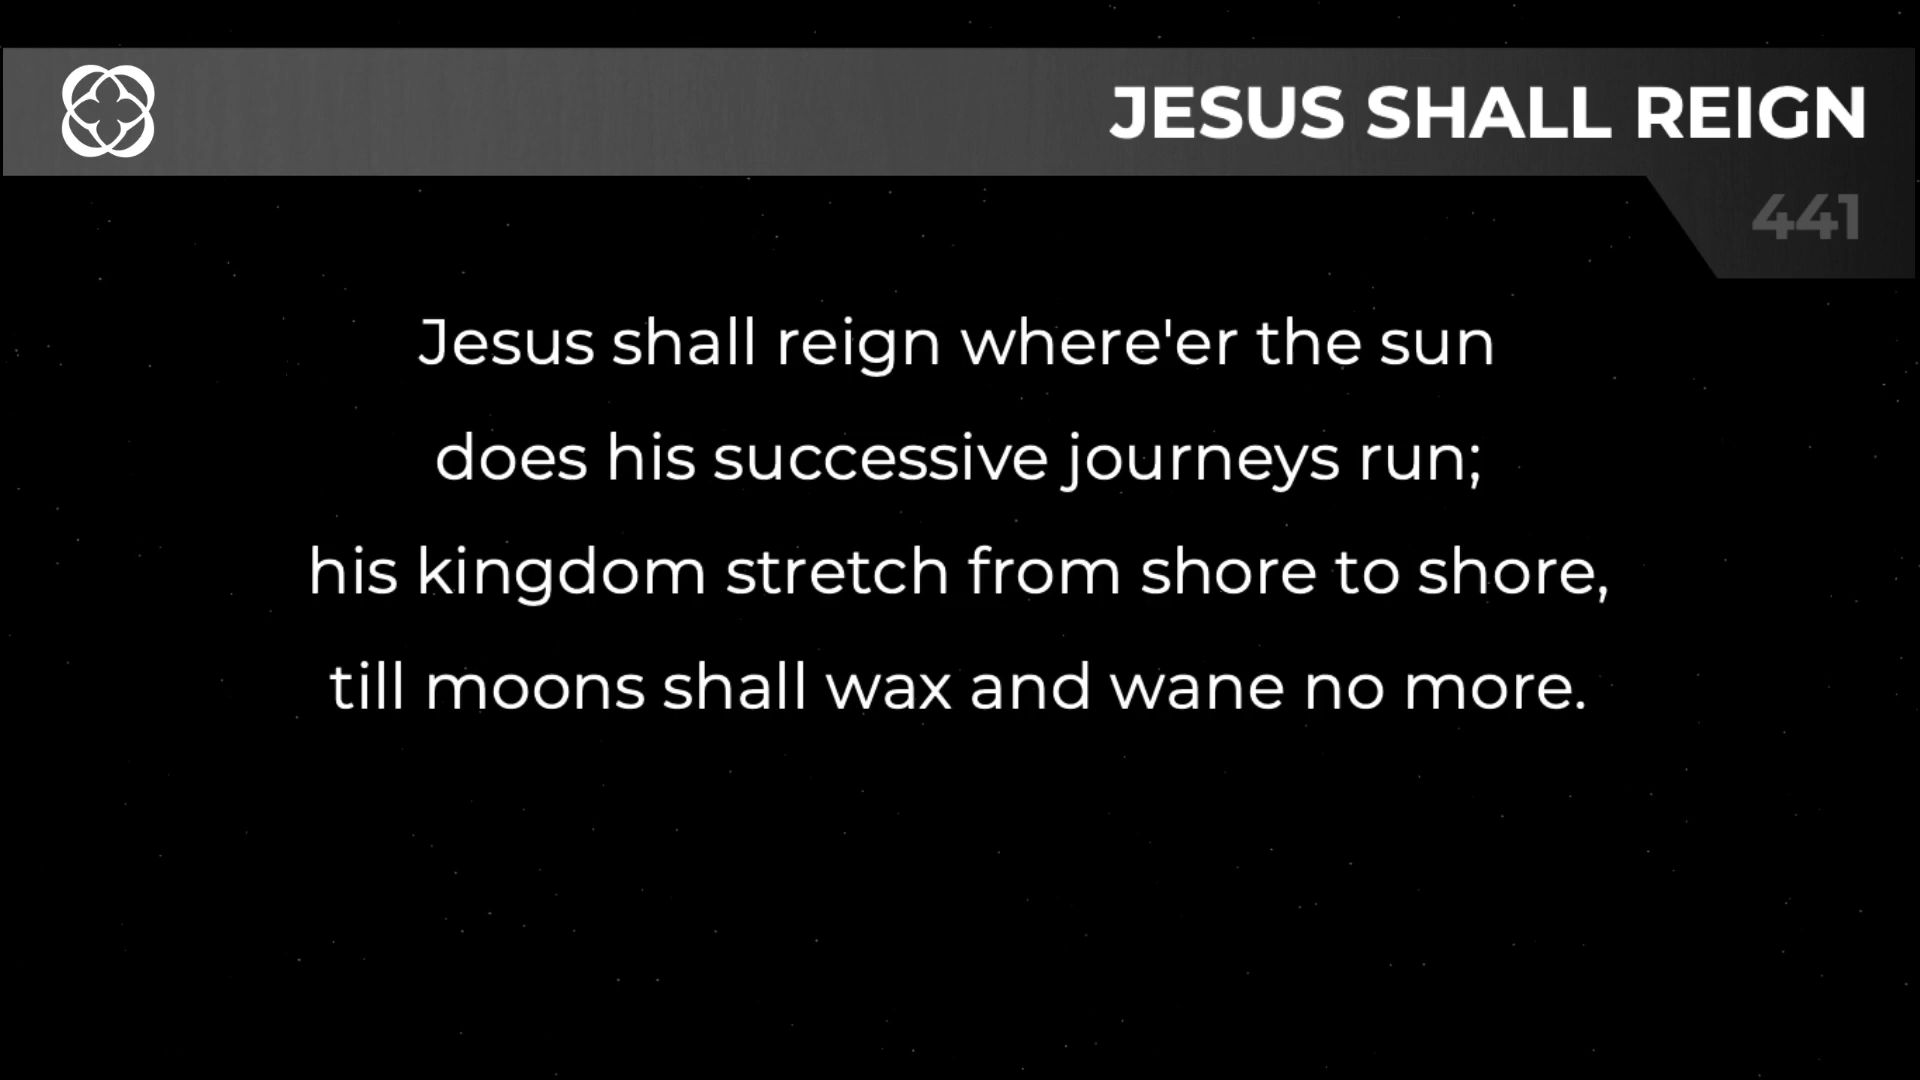 JESUS SHALL REIGN
441
Jesus shall reign where'er the sun
does his successive journeys run;
his kingdom stretch from shore to shore,
till moons shall wax and wane no more.